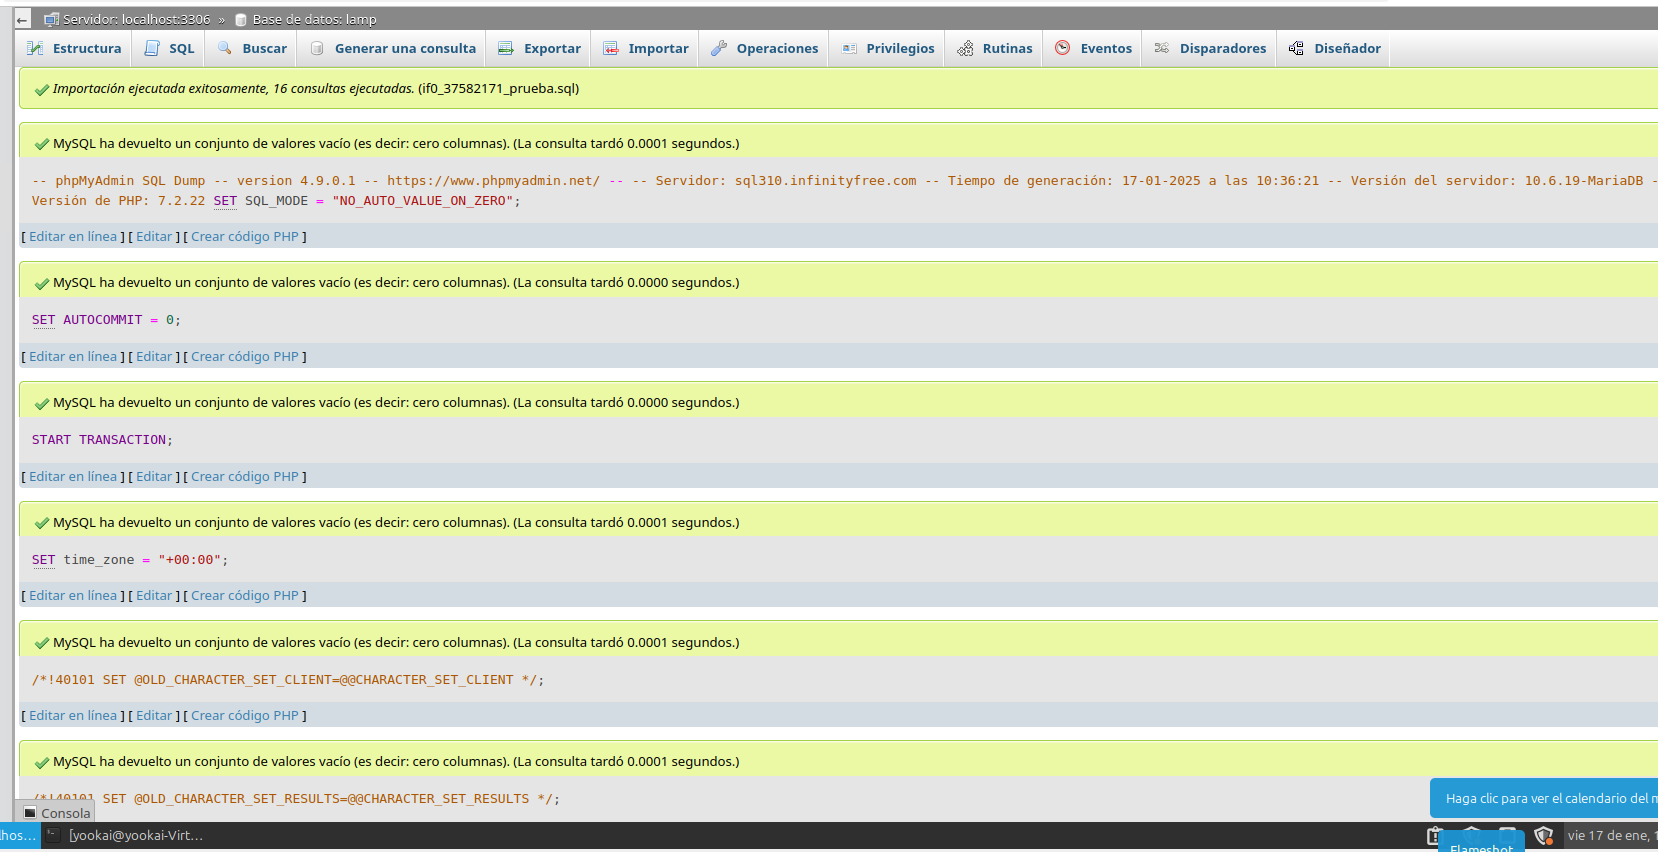 ← Servidor: localhost:3306 » Base de datos: lamp
Estructura SQL Buscar Generar una consulta Exportar Importar Operaciones Privilegios Rutinas Eventos Disparadores Diseñador
Importación ejecutada exitosamente, 16 consultas ejecutadas. (if0_37582171_prueba.sql)
MySQL ha devuelto un conjunto de valores vacío (es decir: cero columnas). (La consulta tardó 0.0001 segundos.)
-- phpMyAdmin SQL Dump -- version 4.9.0.1 -- https://www.phpmyadmin.net/ -- -- Servidor: sql310.infinityfree.com -- Tiempo de generación: 17-01-2025 a las 10:36:21 -- Versión del servidor: 10.6.19-MariaDB -
Versión de PHP: 7.2.22 SET SQL_MODE = "NO_AUTO_VALUE_ON_ZERO";
[ Editar en línea ] [ Editar ] [ Crear código PHP ]
MySQL ha devuelto un conjunto de valores vacío (es decir: cero columnas). (La consulta tardó 0.0000 segundos.)
SET AUTOCOMMIT = 0;
[ Editar en línea ] [ Editar ] [ Crear código PHP ]
MySQL ha devuelto un conjunto de valores vacío (es decir: cero columnas). (La consulta tardó 0.0000 segundos.)
START TRANSACTION;
[ Editar en línea ] [ Editar ] [ Crear código PHP ]
MySQL ha devuelto un conjunto de valores vacío (es decir: cero columnas). (La consulta tardó 0.0001 segundos.)
SET time_zone = "+00:00";
[ Editar en línea ] [ Editar ] [ Crear código PHP ]
MySQL ha devuelto un conjunto de valores vacío (es decir: cero columnas). (La consulta tardó 0.0001 segundos.)
/*!40101 SET @OLD_CHARACTER_SET_CLIENT=@@CHARACTER_SET_CLIENT */;
[ Editar en línea ] [ Editar ] [ Crear código PHP ]
MySQL ha devuelto un conjunto de valores vacío (es decir: cero columnas). (La consulta tardó 0.0001 segundos.)
/*!40101 SET @OLD_CHARACTER_SET_RESULTS=@@CHARACTER_SET_RESULTS */;
Haga clic para ver el calendario del
Consola
lhos... [yookai@yookai-Virt... vie 17 de ene,
Flameshot